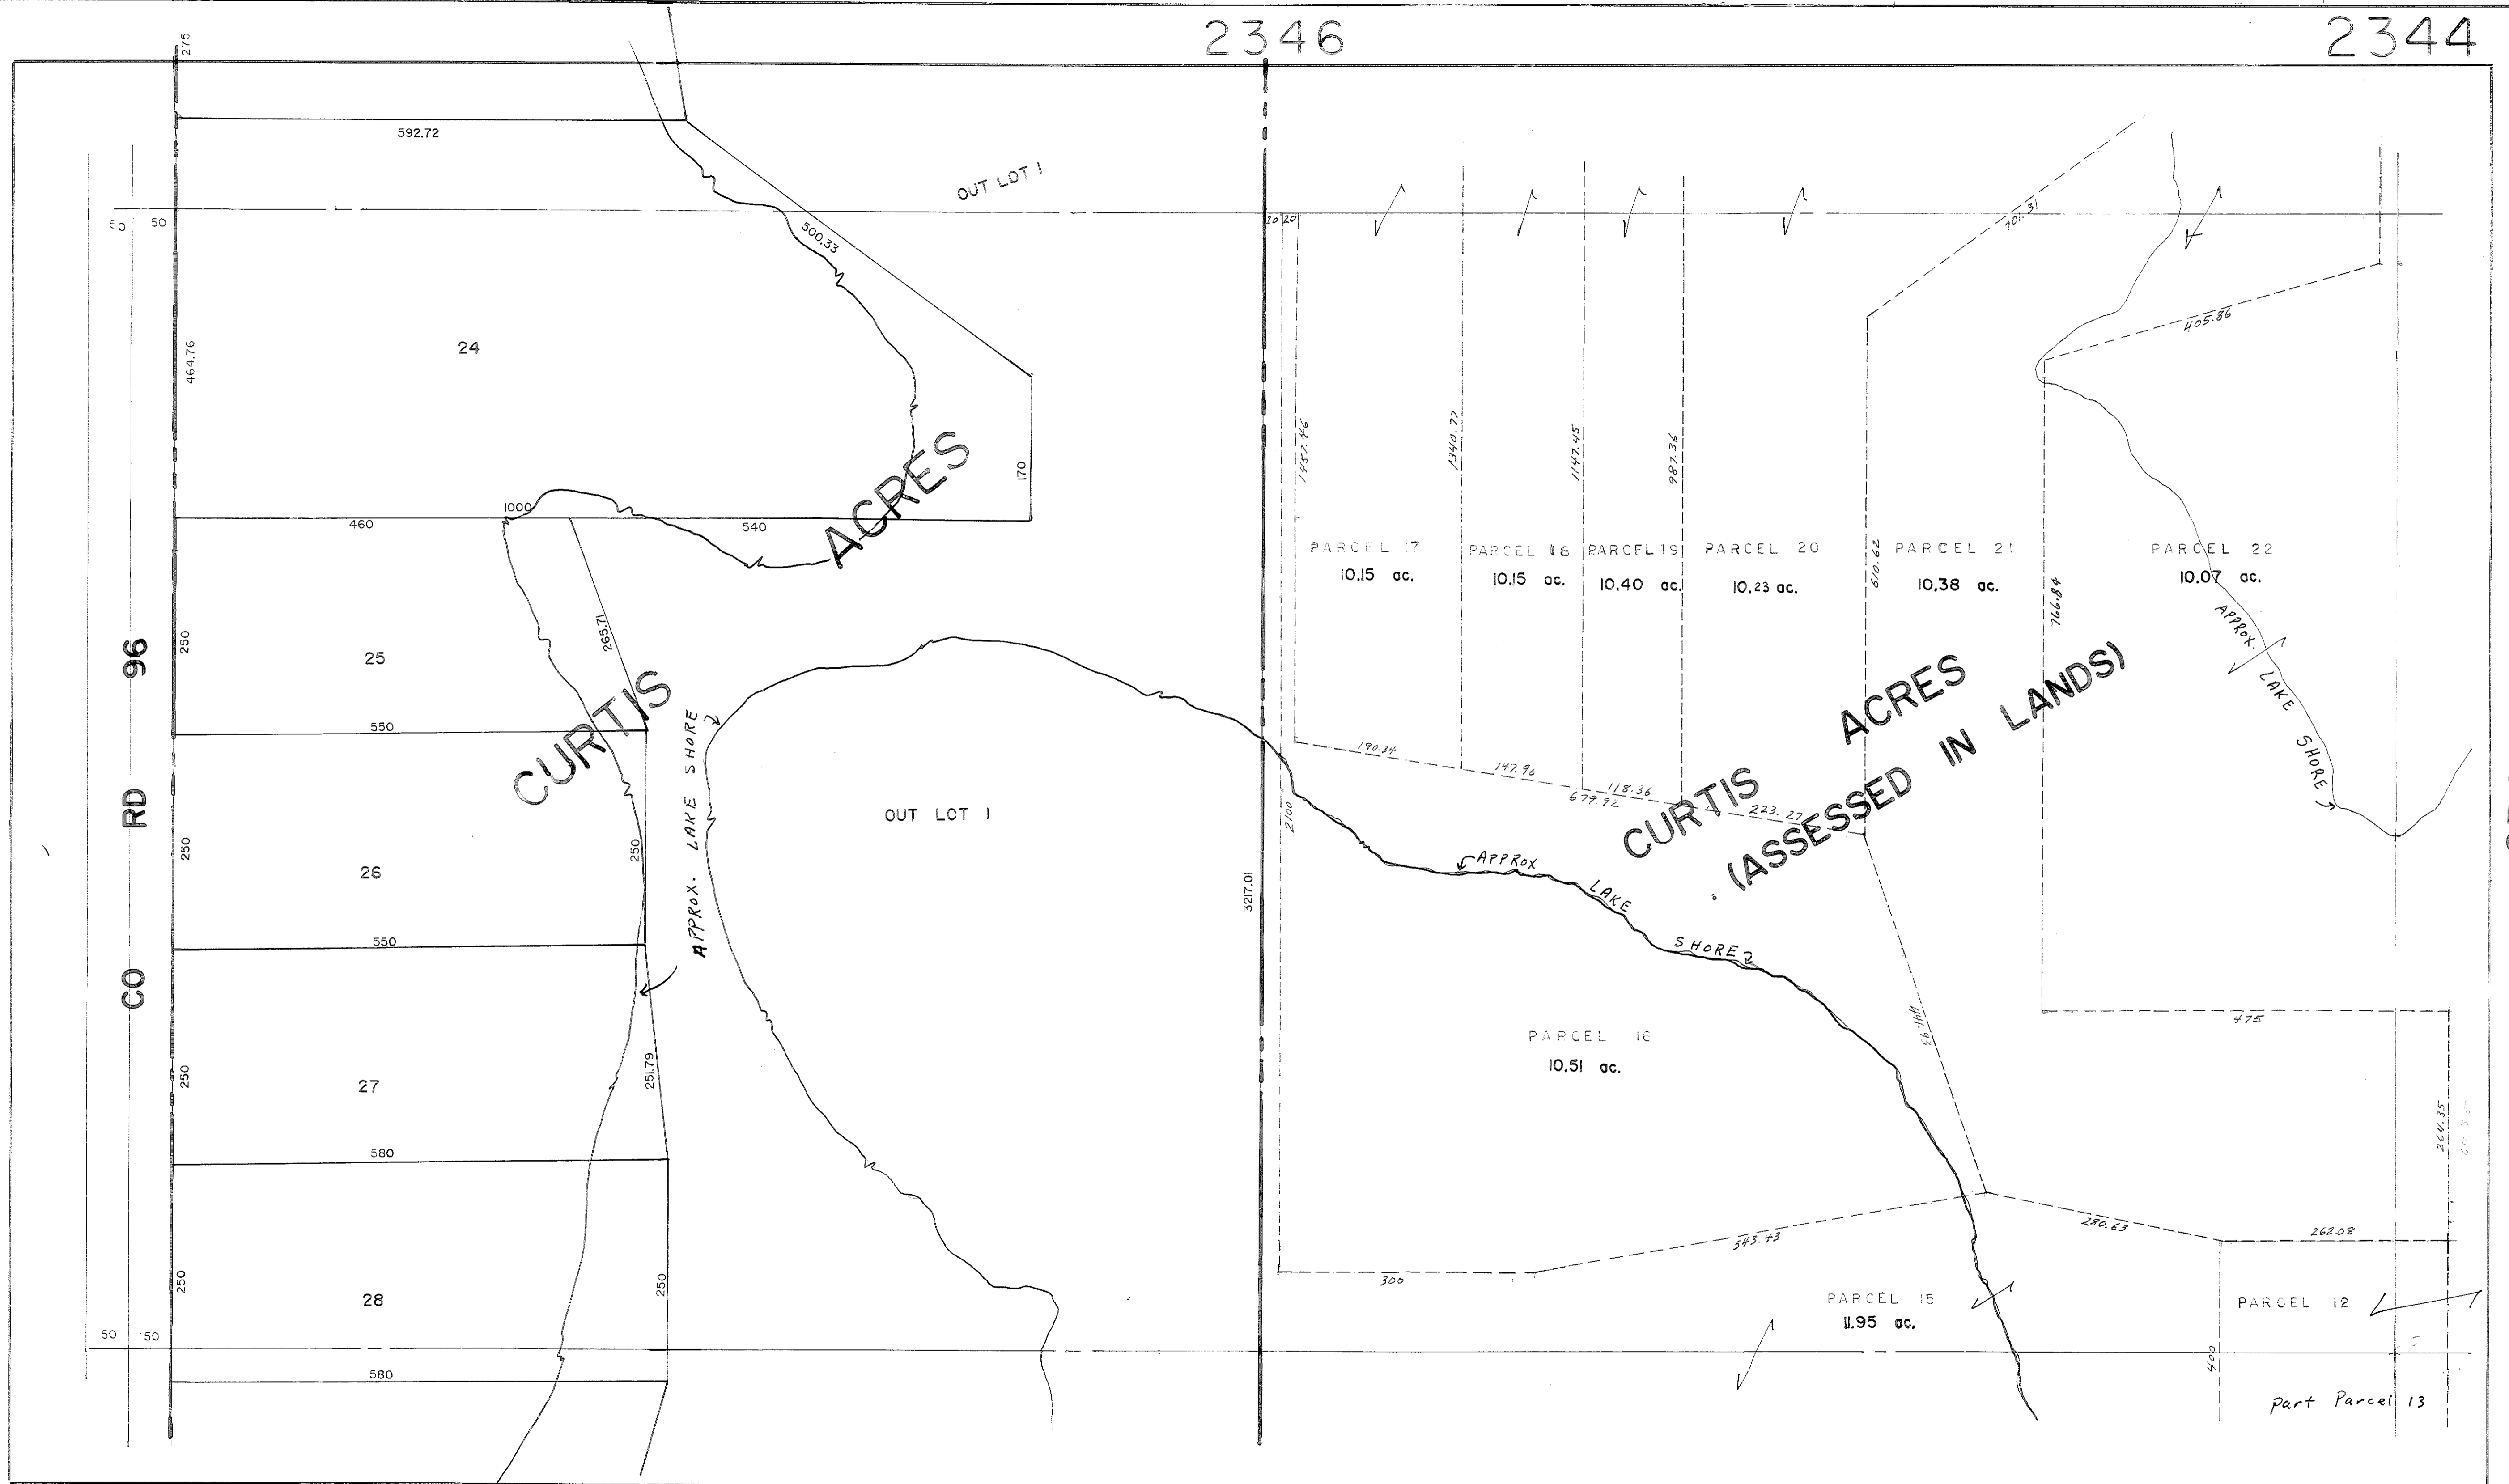 2346
2344
275
592.72
OUT LOT 1
50 50
20 20
500.33
701.31
405.86
464.76
24
1457.46
1340.77
1147.45
987.36
170
1000
460
540
ACRES
PARCEL 17
10.15 ac.
PARCEL 18
10.15 ac.
PARCEL 19
10.40 ac.
PARCEL 20
10.23 ac.
610.62
PARCEL 21
10.38 ac.
766.84
PARCEL 22
10.07 ac.
APPROX. LAKE SHORE
250
25
265.71
CURTIS
550
CO RD 96
APPROX. LAKE SHORE
190.34
147.96
118.36
679.92
223.27
CURTIS ACRES
(ASSESSED IN LANDS)
OUT LOT 1
2100
250
26
250
3217.01
APPROX LAKE SHORE
550
441.93
475
PARCEL 16
10.51 ac.
250
27
251.79
264.35
264.35
580
543.43
280.63
262.08
300
250
28
250
PARCEL 15
11.95 ac.
PARCEL 12
50 50
400
580
Part Parcel 13